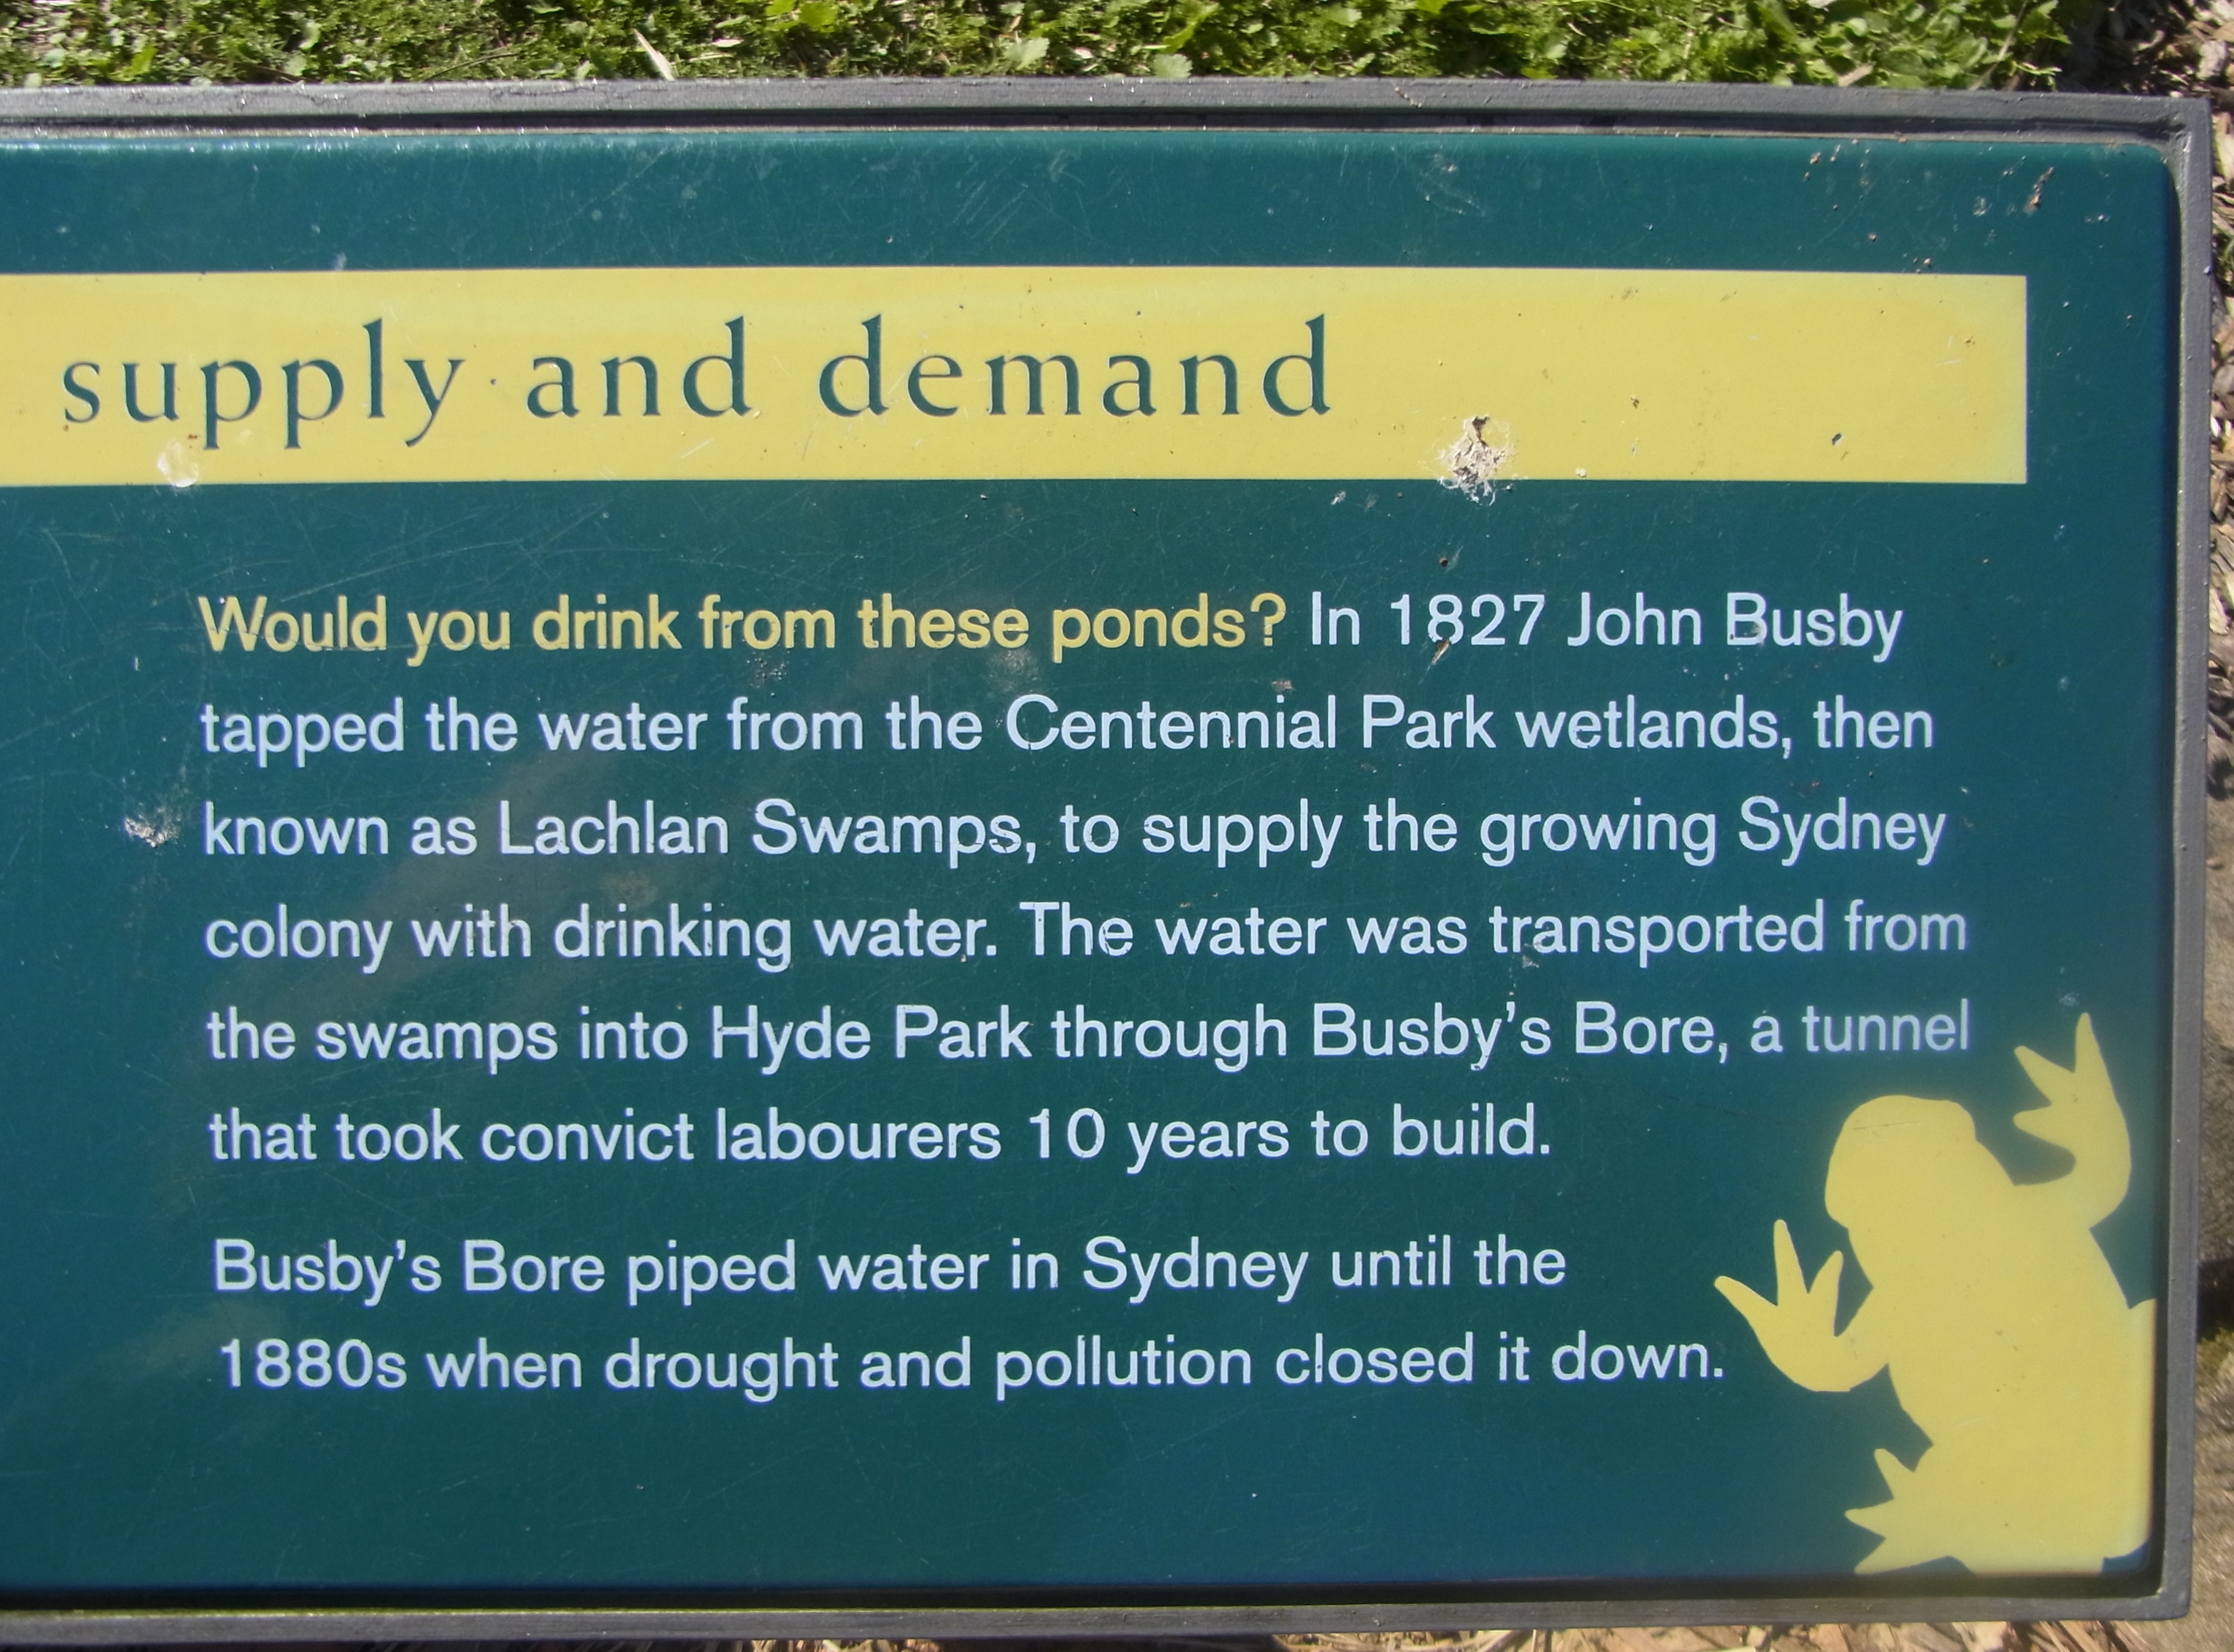 supply and demand
Would you drink from these ponds? In 1827 John Busby
tapped the water from the Centennial Park wetlands, then
known as Lachlan Swamps, to supply the growing Sydney
colony with drinking water. The water was transported from
the swamps into Hyde Park through Busby's Bore, a tunnel
that took convict labourers 10 years to build.
Busby's Bore piped water in Sydney until the
1880s when drought and pollution closed it down.